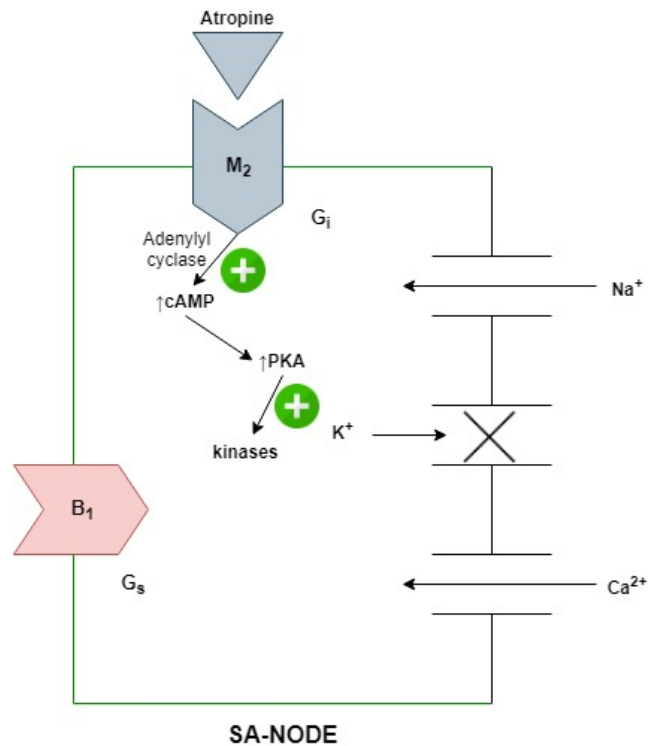 Atropine
M₂
Gᵢ
Adenylyl
cyclase
↑cAMP
Na⁺
↑PKA
kinases
K⁺
B₁
Gₛ
Ca²⁺
SA-NODE